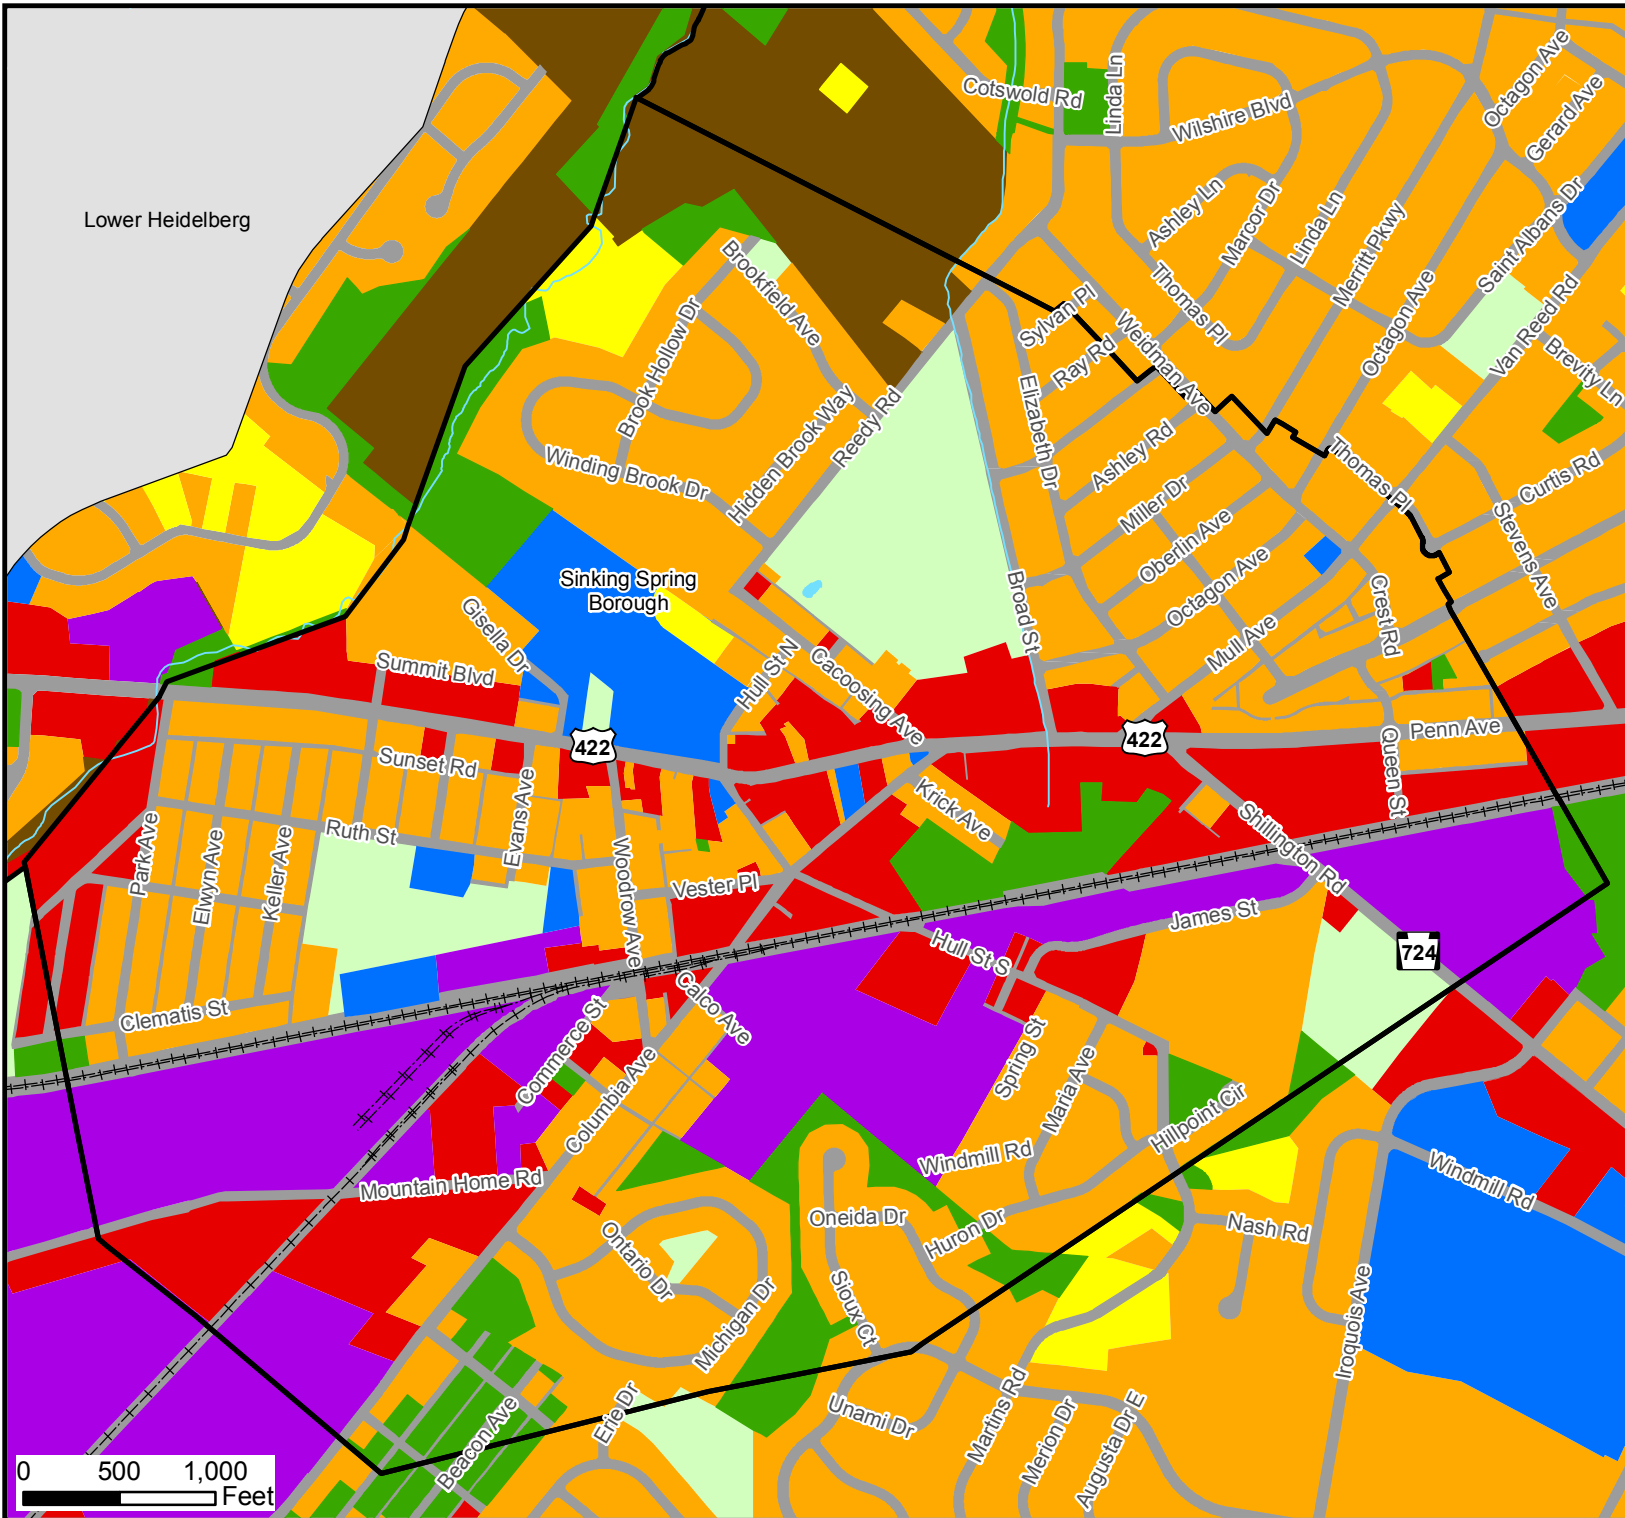 Cotswold Rd
Linda Ln
Wilshire Blvd
Octagon Ave
Gerard Ave
Lower Heidelberg
Ashley Ln
Marcor Dr
Linda Ln
Merritt Pkwy
Saint Albans Dr
Brookfield Ave
Thomas Pl
Octagon Ave
Van Reed Rd
Brook Hollow Dr
Sylvan Pl
Weidman Ave
Ray Rd
Brevity Ln
Elizabeth Dr
Hidden Brook Way
Reedy Rd
Winding Brook Dr
Ashley Rd
Miller Dr
Thomas Pl
Curtis Rd
Stevens Ave
Oberlin Ave
Octagon Ave
Sinking Spring
Borough
Broad St
Crest Rd
Gisella Dr
Mull Ave
Summit Blvd
Hull St N
Cacoosing Ave
422
422
Penn Ave
Queen St
Sunset Rd
Evans Ave
Krick Ave
Ruth St
Park Ave
Elwyn Ave
Keller Ave
Woodrow Ave
Vester Pl
Shillington Rd
James St
Hull St S
724
Clematis St
Calco Ave
Commerce St
Columbia Ave
Spring St
Maria Ave
Hillpoint Cir
Windmill Rd
Mountain Home Rd
Windmill Rd
Oneida Dr
Huron Dr
Nash Rd
Ontario Dr
Sioux Ct
Michigan Dr
Iroquois Ave
Erie Dr
Beacon Ave
Unami Dr
Martins Rd
Merion Dr
Augusta Dr E
0 500 1,000
Feet